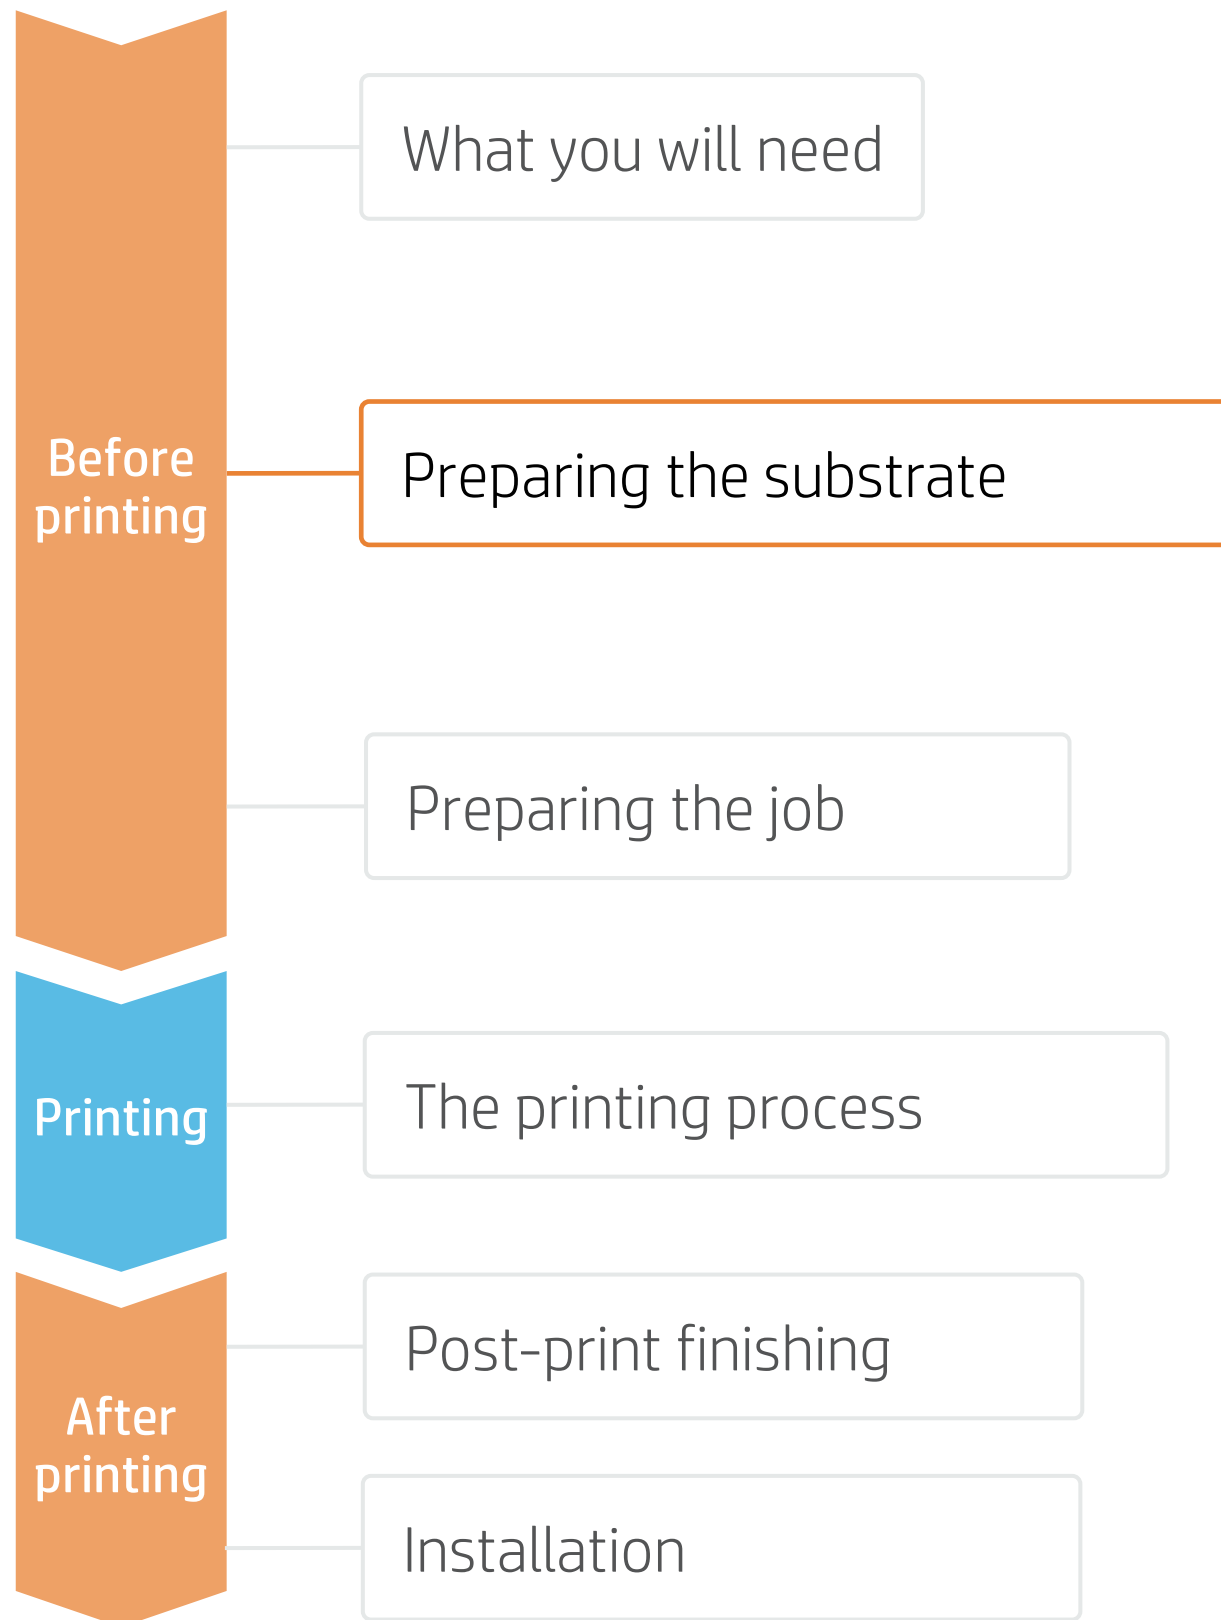 What you will need
Before
printing
Preparing the substrate
Preparing the job
Printing
The printing process
Post-print finishing
After
printing
Installation